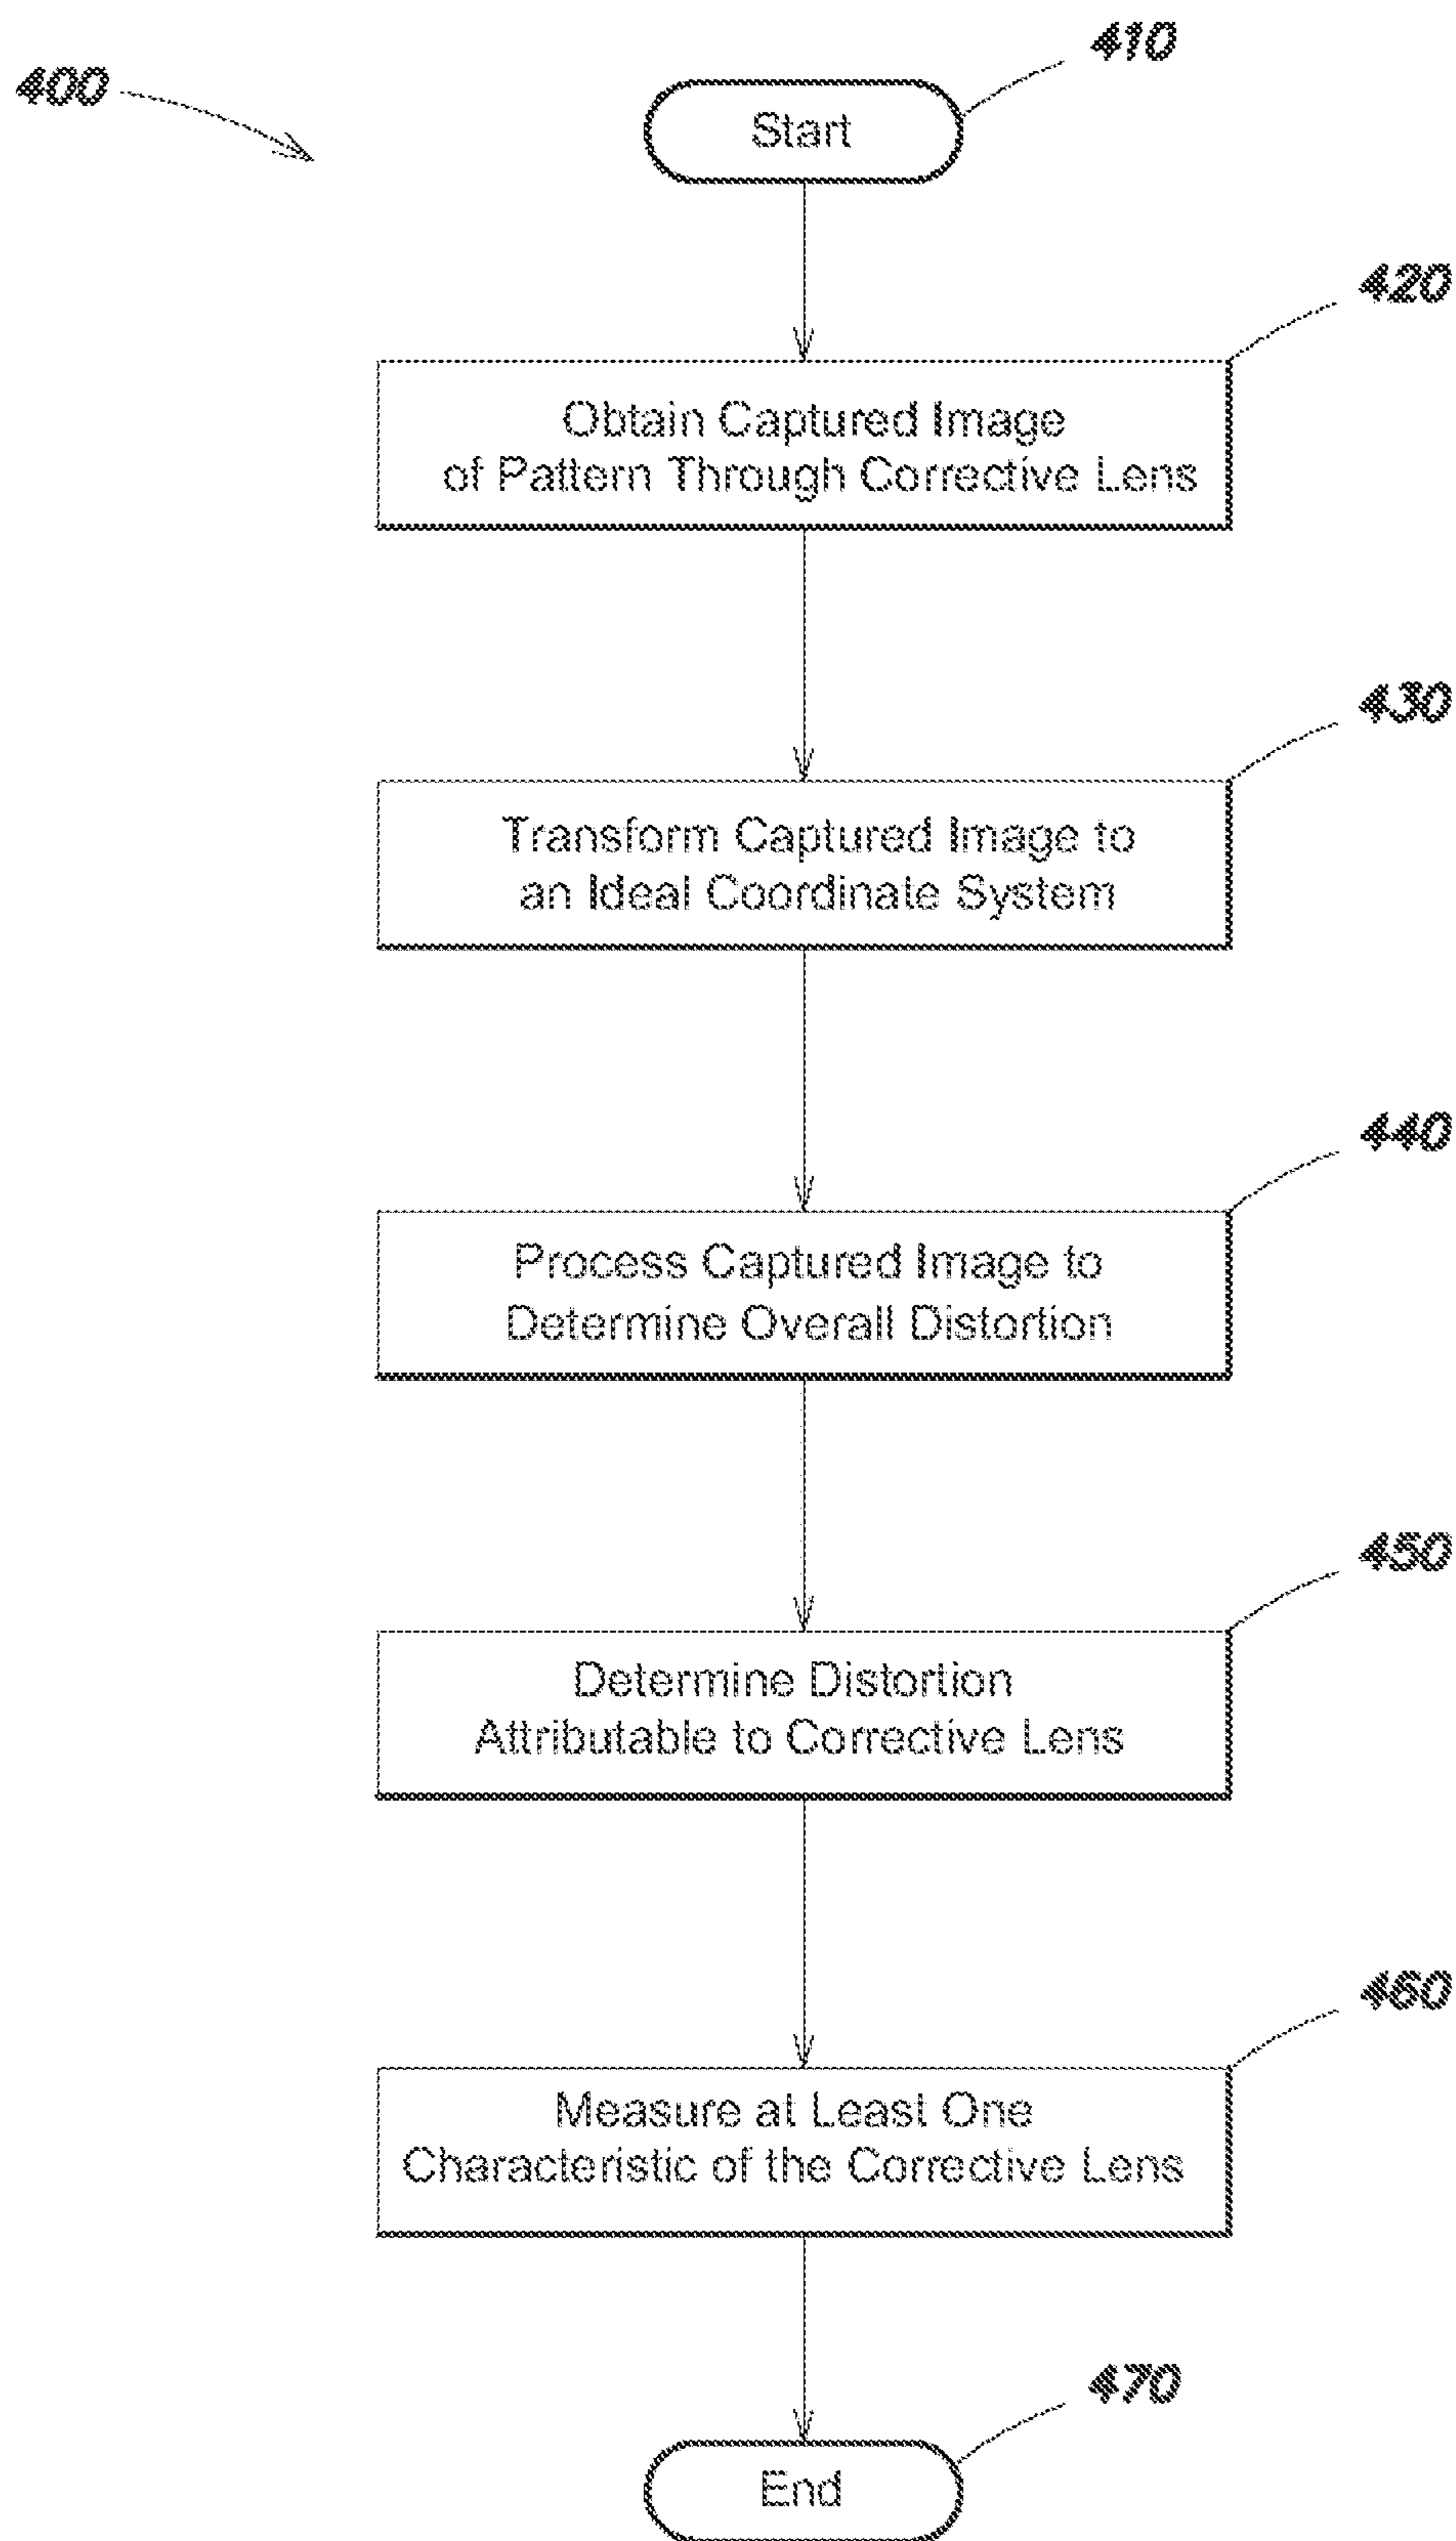 400
410
Start
420
Obtain Captured Image
of Pattern Through Corrective Lens
430
Transform Captured Image to
an Ideal Coordinate System
440
Process Captured Image to
Determine Overall Distortion
450
Determine Distortion
Attributable to Corrective Lens
460
Measure at Least One
Characteristic of the Corrective Lens
470
End